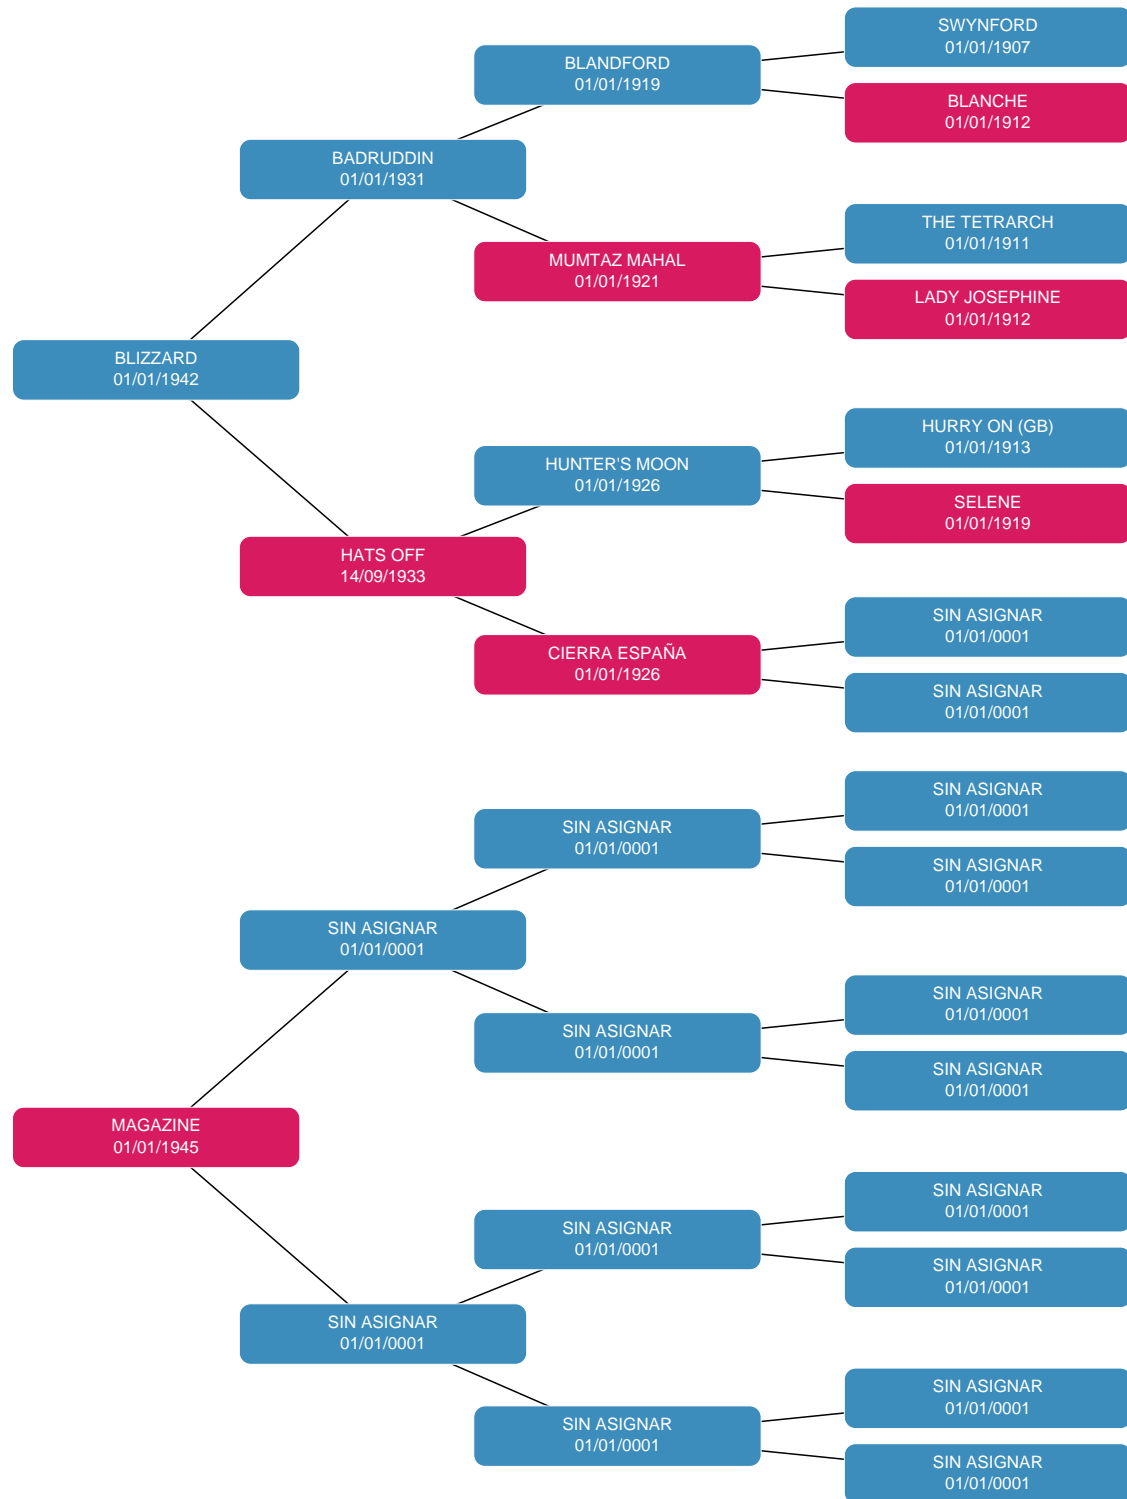 SWYNFORD
01/01/1907
BLANDFORD
01/01/1919
BLANCHE
01/01/1912
BADRUDDIN
01/01/1931
THE TETRARCH
01/01/1911
MUMTAZ MAHAL
01/01/1921
LADY JOSEPHINE
01/01/1912
BLIZZARD
01/01/1942
HURRY ON (GB)
01/01/1913
HUNTER'S MOON
01/01/1926
SELENE
01/01/1919
HATS OFF
14/09/1933
SIN ASIGNAR
01/01/0001
CIERRA ESPAÑA
01/01/1926
SIN ASIGNAR
01/01/0001
SIN ASIGNAR
01/01/0001
SIN ASIGNAR
01/01/0001
SIN ASIGNAR
01/01/0001
SIN ASIGNAR
01/01/0001
SIN ASIGNAR
01/01/0001
SIN ASIGNAR
01/01/0001
SIN ASIGNAR
01/01/0001
MAGAZINE
01/01/1945
SIN ASIGNAR
01/01/0001
SIN ASIGNAR
01/01/0001
SIN ASIGNAR
01/01/0001
SIN ASIGNAR
01/01/0001
SIN ASIGNAR
01/01/0001
SIN ASIGNAR
01/01/0001
SIN ASIGNAR
01/01/0001